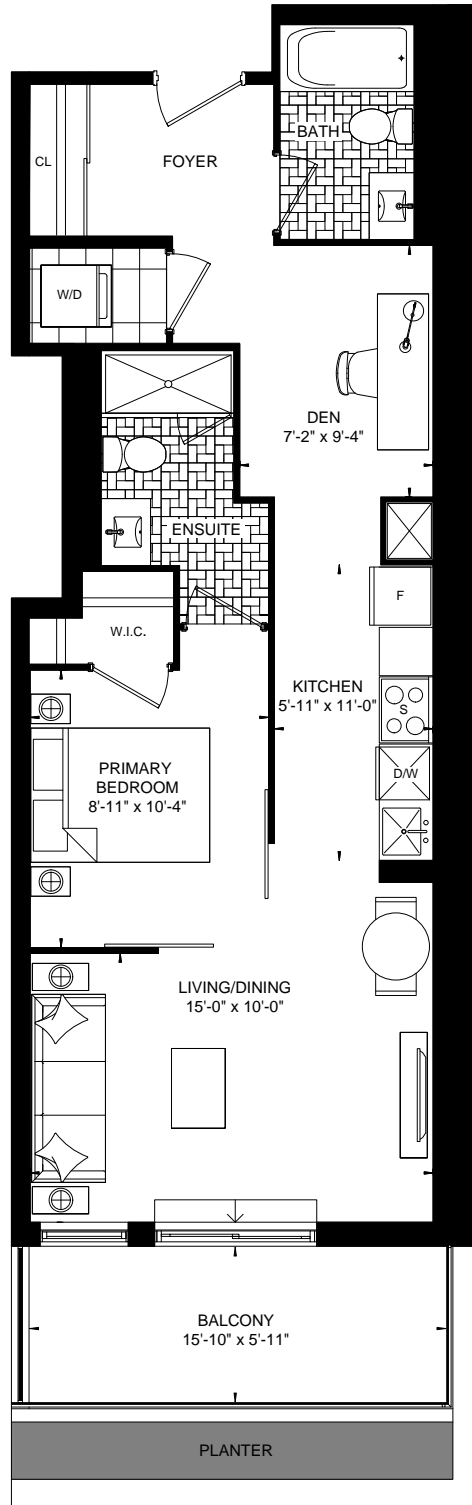 BATH
CL
FOYER
W/D
DEN
7'-2" x 9'-4"
ENSUITE
F
W.I.C.
KITCHEN
5'-11" x 11'-0"
S
PRIMARY
BEDROOM
8'-11" x 10'-4"
D/W
LIVING/DINING
15'-0" x 10'-0"
BALCONY
15'-10" x 5'-11"
PLANTER